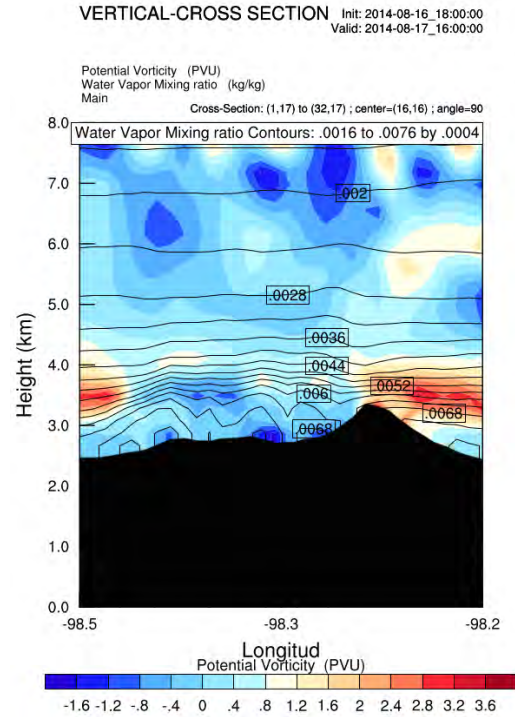 VERTICAL-CROSS SECTION
Init: 2014-08-16_18:00:00
Valid: 2014-08-17_16:00:00
Potential Vorticity (PVU)
Water Vapor Mixing ratio (kg/kg)
Main
Cross-Section: (1,17) to (32,17) ; center=(16,16) ; angle=90
Water Vapor Mixing ratio Contours: .0016 to .0076 by .0004
8.0
7.0
6.0
5.0
4.0
3.0
2.0
1.0
0.0
Height (km)
.002
.0028
.0036
.0044
.0052
.006
.0068
.0068
-98.5
-98.3
-98.2
Longitud
Potential Vorticity (PVU)
-1.6 -1.2 -.8 -.4 0 .4 .8 1.2 1.6 2 2.4 2.8 3.2 3.6